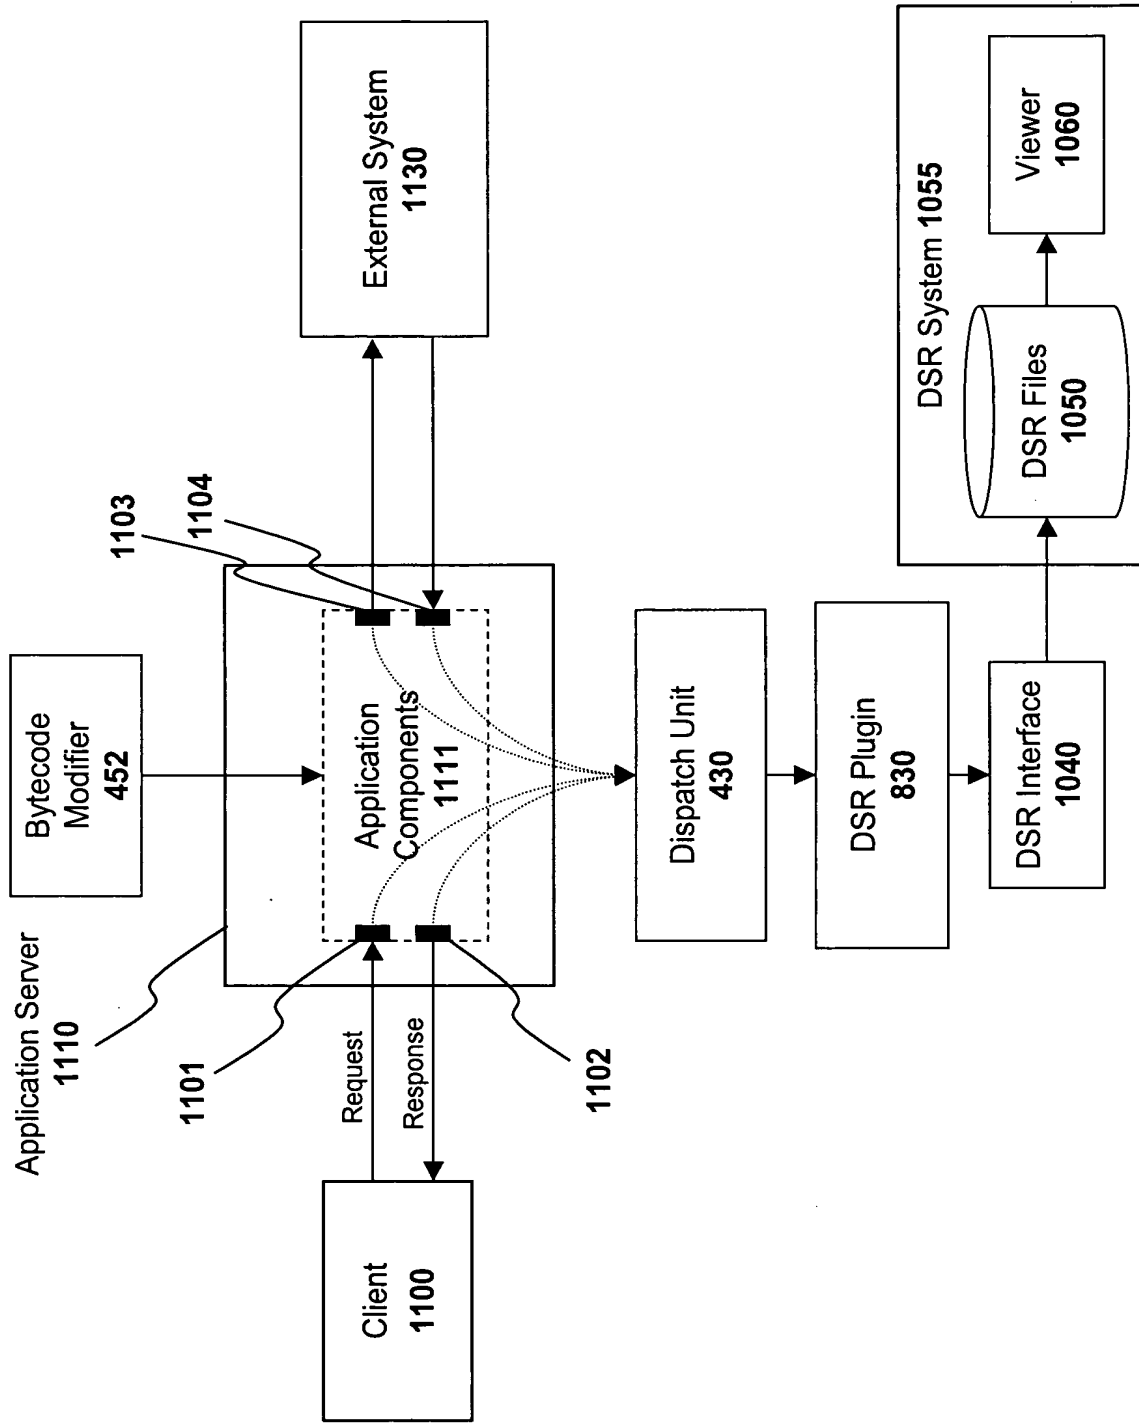 Application Server
1110
Bytecode
Modifier
452
1103
1104
1101
1102
Client
1100
Request
Response
Application
Components
1111
External System
1130
Dispatch Unit
430
DSR Plugin
830
DSR Interface
1040
DSR System 1055
DSR Files
1050
Viewer
1060